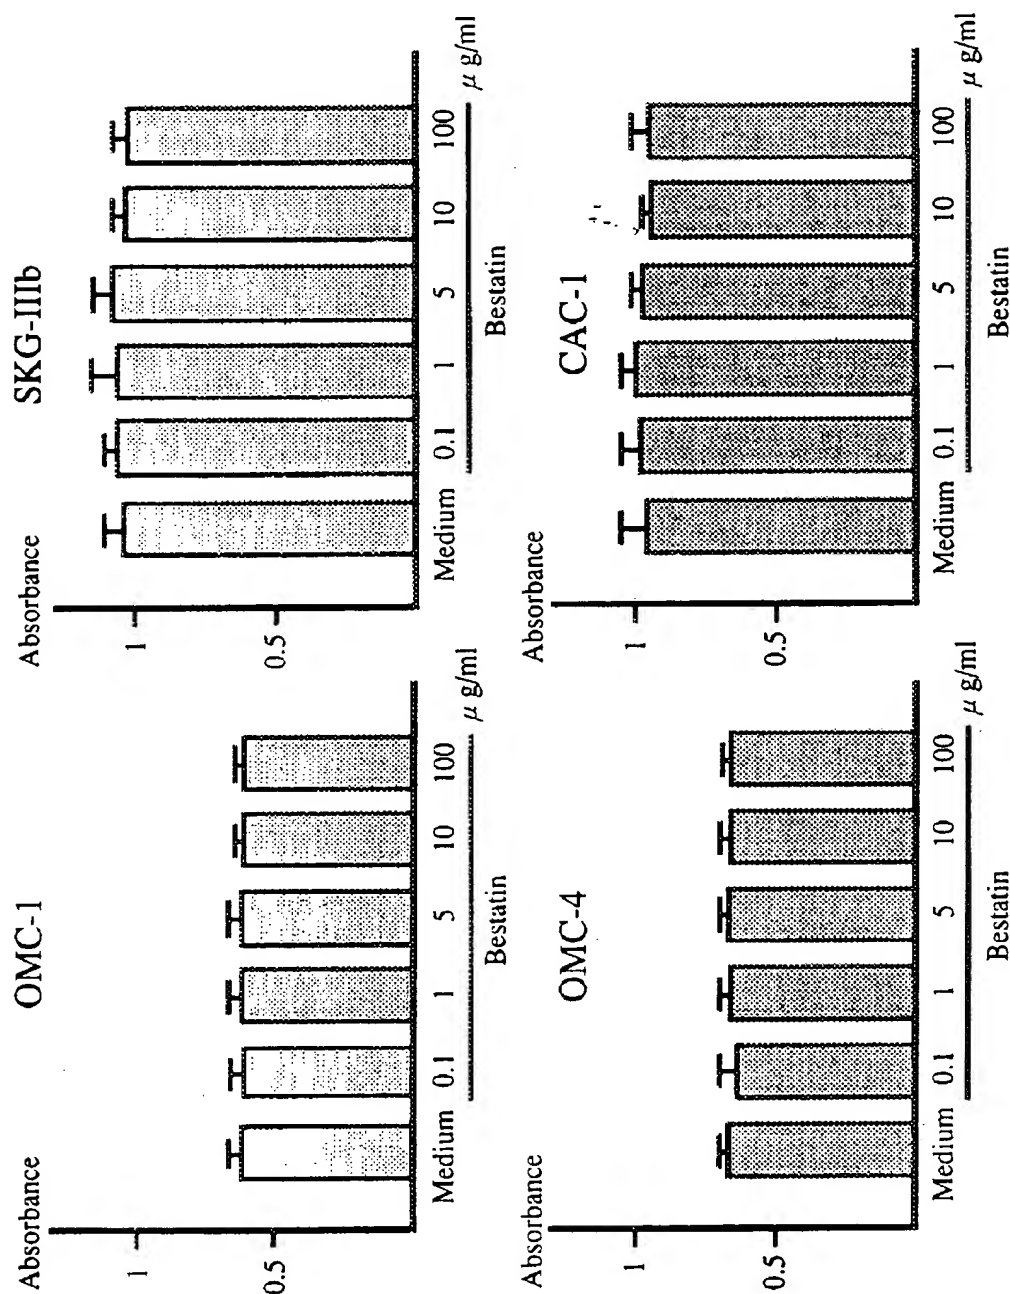 OMC-1
Absorbance
1
0.5
Medium 0.1 1 5 10 100 μ g/ml
Bestatin
SKG-IIIb
Absorbance
1
0.5
Medium 0.1 1 5 10 100 μ g/ml
Bestatin
OMC-4
Absorbance
1
0.5
Medium 0.1 1 5 10 100 μ g/ml
Bestatin
CAC-1
Absorbance
1
0.5
Medium 0.1 1 5 10 100 μ g/ml
Bestatin